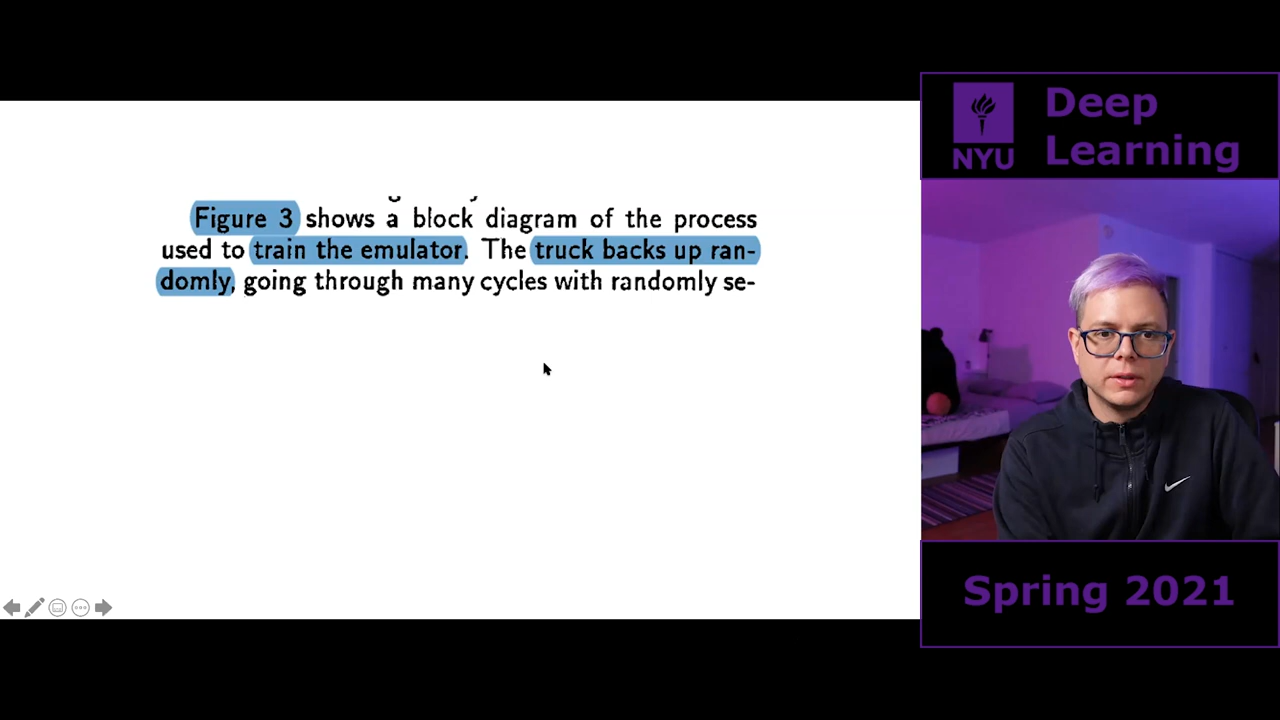 Figure 3 shows a block diagram of the process
used to train the emulator. The truck backs up ran-
domly, going through many cycles with randomly se-
NYU
Deep
Learning
Spring 2021